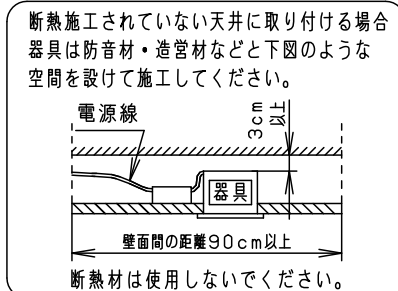 断熱施工されていない天井に取り付ける場合
器具は防音材・造営材などと下図のような
空間を設けて施工してください。
電源線
3cm
以上
器具
壁面間の距離90cm以上
断熱材は使用しないでください。